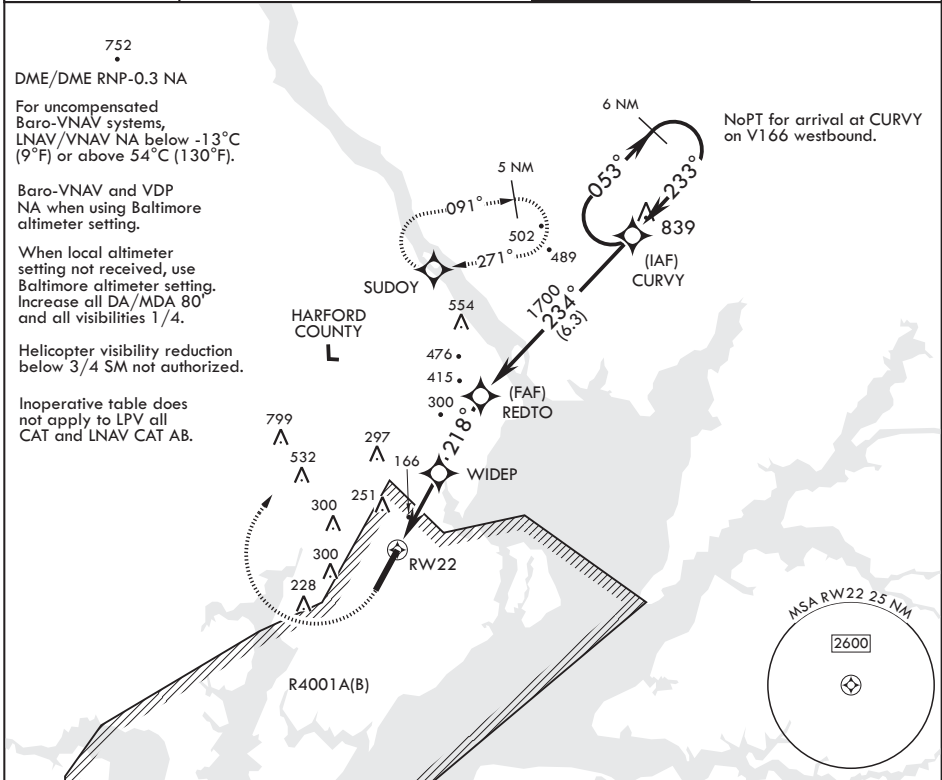 752
DME/DME RNP-0.3 NA
For uncompensated
Baro-VNAV systems,
LNAV/VNAV NA below -13°C
(9°F) or above 54°C (130°F).
Baro-VNAV and VDP
NA when using Baltimore
altimeter setting.
When local altimeter
setting not received, use
Baltimore altimeter setting.
Increase all DA/MDA 80'
and all visibilities 1/4.
Helicopter visibility reduction
below 3/4 SM not authorized.
Inoperative table does
not apply to LPV all
CAT and LNAV CAT AB.
6 NM
NoPT for arrival at CURVY
on V166 westbound.
053°
233°
839
(IAF)
CURVY
5 NM
091°
502
271°
489
SUDOY
1700
234°
(6.3)
554
HARFORD
COUNTY
L
476
415
300
(FAF)
REDTO
218°
799
532
297
166
WIDEP
300
251
RW22
300
228
R4001A(B)
MSA RW22 25 NM
2600